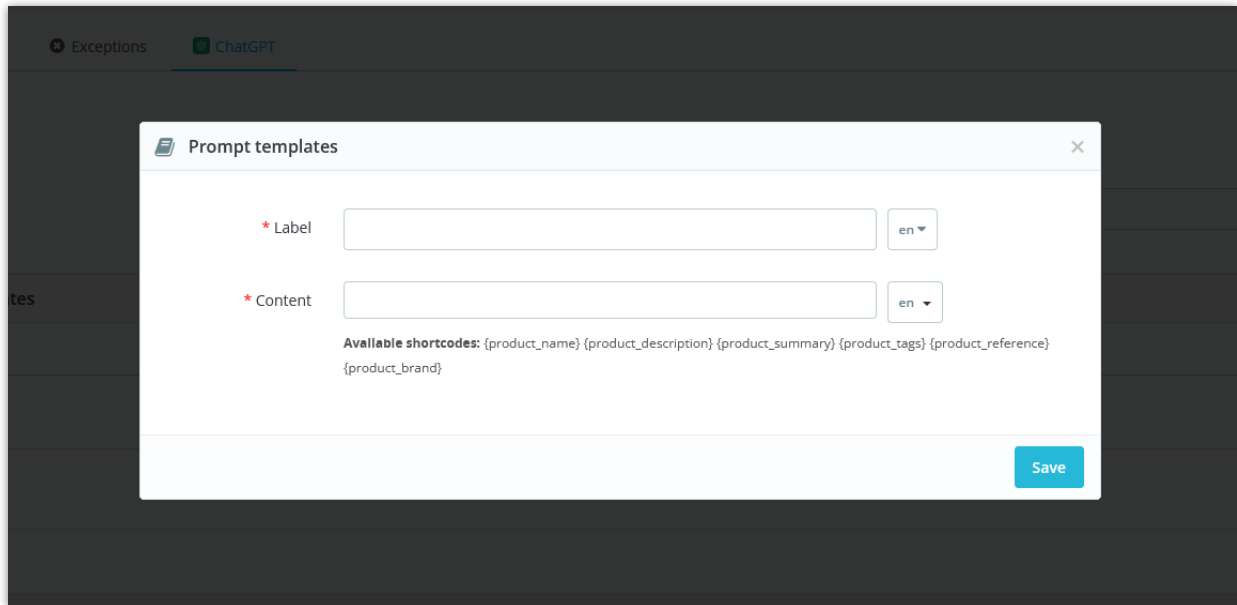 Exceptions ChatGPT
Prompt templates ×
* Label en
* Content en
tes
Available shortcodes: {product_name} {product_description} {product_summary} {product_tags} {product_reference}
{product_brand}
Save